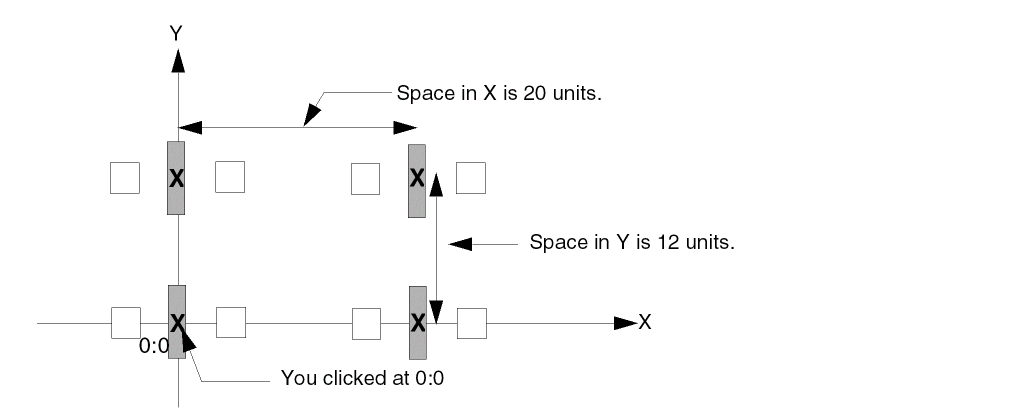 Y
Space in X is 20 units.
X X
Space in Y is 12 units.
X X X
0:0
You clicked at 0:0